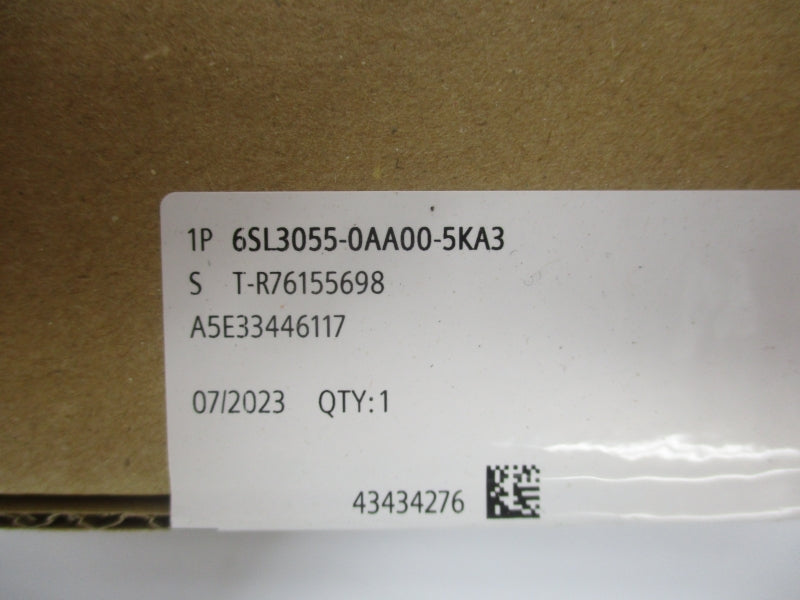 1P 6SL3055-0AA00-5KA3
S T-R76155698
A5E33446117
07/2023 QTY:1
43434276